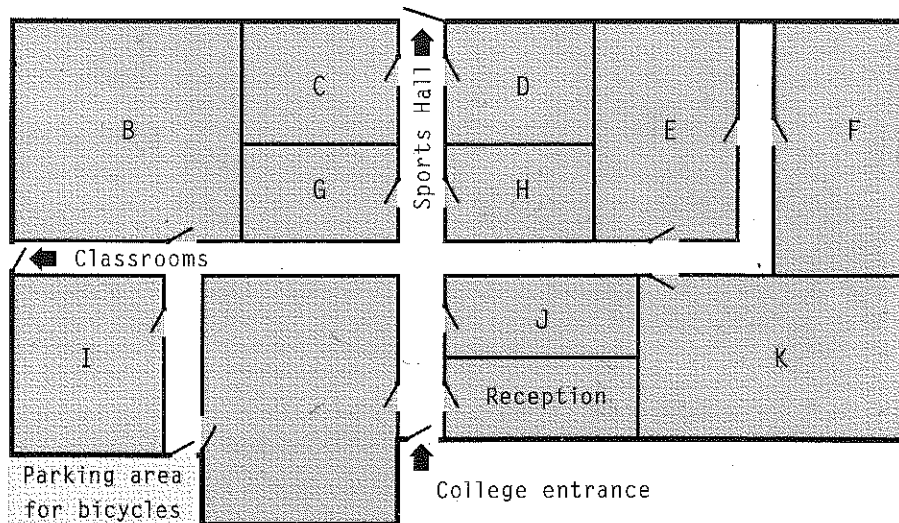 C
D
B
E
F
Sports Hall
G
H
Classrooms
I
J
K
Reception
Parking area
for bicycles
College entrance